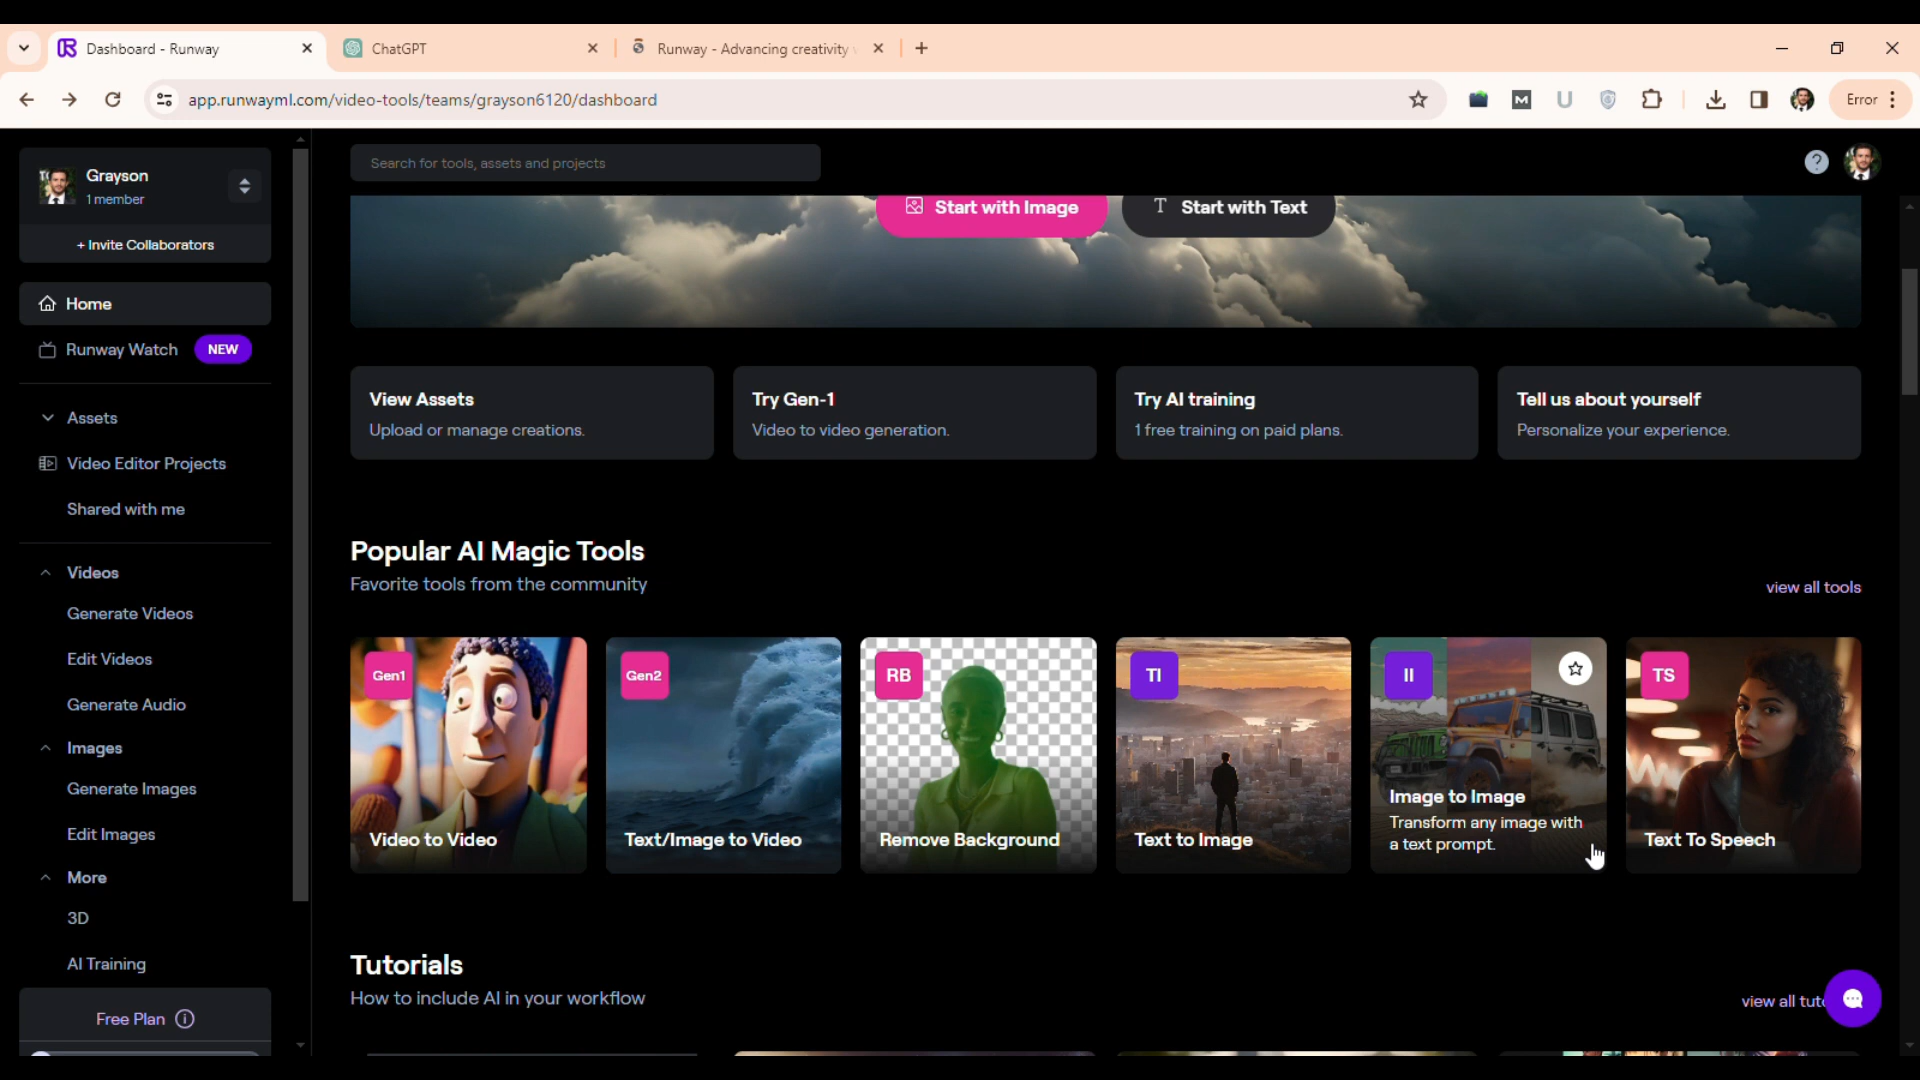 Dashboard - Runway
ChatGPT
Runway - Advancing creativity
app.runwayml.com/video-tools/teams/grayson6120/dashboard
Error
Grayson
1 member
+ Invite Collaborators
Home
Runway Watch NEW
Assets
Video Editor Projects
Shared with me
Videos
Generate Videos
Edit Videos
Generate Audio
Images
Generate Images
Edit Images
More
3D
AI Training
Free Plan
Search for tools, assets and projects
Start with Image
T Start with Text
View Assets
Upload or manage creations.
Try Gen-1
Video to video generation.
Try AI training
1 free training on paid plans.
Tell us about yourself
Personalize your experience.
Popular AI Magic Tools
Favorite tools from the community
view all tools
Gen1
Video to Video
Gen2
Text/Image to Video
RB
Remove Background
TI
Text to Image
II
Image to Image
Transform any image with
a text prompt.
TS
Text To Speech
Tutorials
How to include AI in your workflow
view all